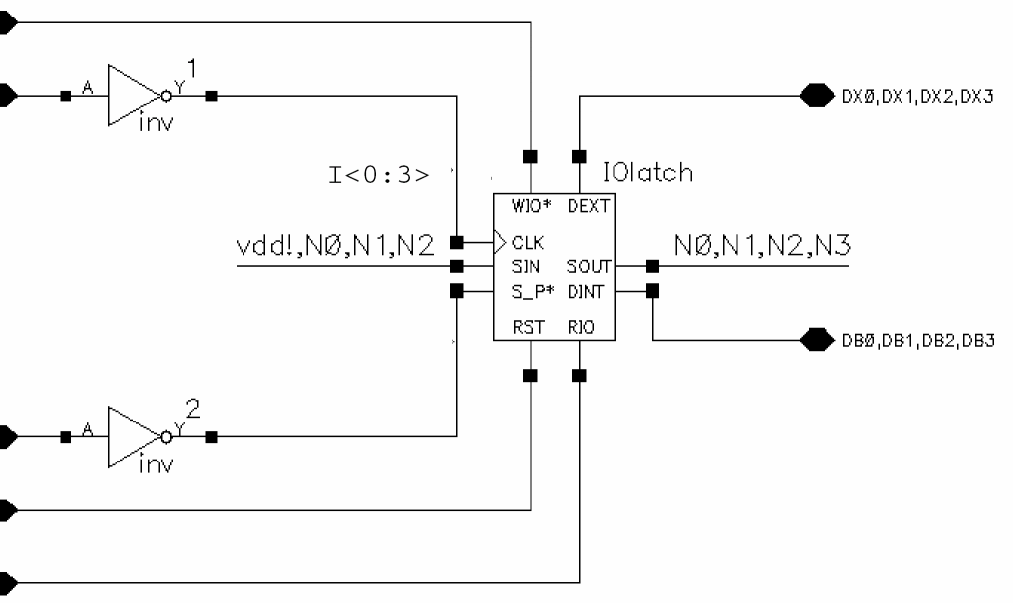 1
A
Y
inv
DXØ,DX1,DX2,DX3
I<0:3>
IOlatch
WIO* DEXT
vdd!,NØ,N1,N2
CLK
NØ,N1,N2,N3
SIN SOUT
S_P* DINT
RST RIO
DBØ,DB1,DB2,DB3
2
A
Y
inv